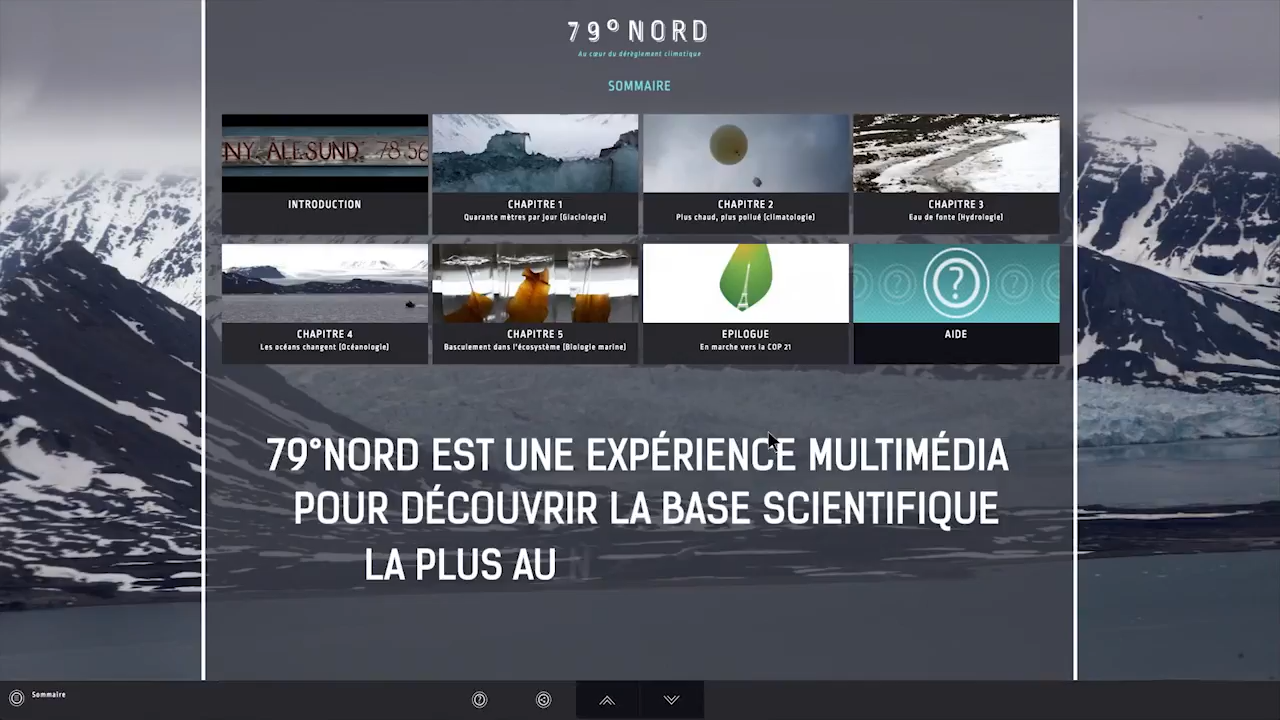 79°NORD
Au cœur du dérèglement climatique
SOMMAIRE
NY ALESUND 78.56
INTRODUCTION
CHAPITRE 1
Quarante mètres par jour (Glaciologie)
CHAPITRE 2
Plus chaud, plus pollué (climatologie)
CHAPITRE 3
Eau de fonte (Hydrologie)
CHAPITRE 4
Les océans changent (Océanologie)
CHAPITRE 5
Basculement dans l'écosystème (Biologie marine)
EPILOGUE
En marche vers la COP 21
?
AIDE
79°NORD EST UNE EXPÉRIENCE MULTIMÉDIA
POUR DÉCOUVRIR LA BASE SCIENTIFIQUE
LA PLUS AU N
Sommaire
?